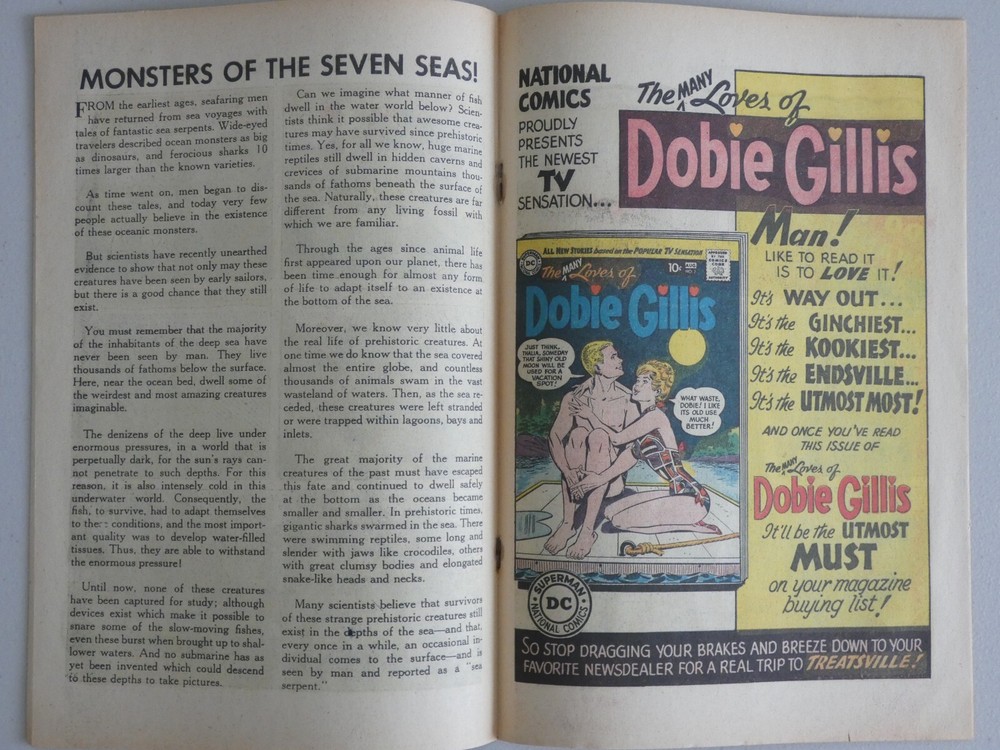 MONSTERS OF THE SEVEN SEAS!
FROM the earliest ages, seafaring men
have returned from sea voyages with
tales of fantastic sea serpents. Wide-eyed
travelers described ocean monsters as big
as dinosaurs, and ferocious sharks 10
times larger than the known varieties.
As time went on, men began to dis-
count these tales, and today very few
people actually believe in the existence
of these oceanic monsters.
But scientists have recently unearthed
evidence to show that not only may these
creatures have been seen by early sailors,
but there is a good chance that they still
exist.
You must remember that the majority
of the inhabitants of the deep sea have
never been seen by man. They live
thousands of fathoms below the surface.
Here, near the ocean bed, dwell some of
the weirdest and most amazing creatures
imaginable.
The denizens of the deep live under
enormous pressures, in a world that is
perpetually dark, for the sun's rays can-
not penetrate to such depths. For this
reason, it is also intensely cold in this
underwater world. Consequently, the
fish, to survive, had to adapt themselves
to these conditions, and the most import-
ant quality was to develop water-filled
tissues. Thus, they are able to withstand
the enormous pressure!
Until now, none of these creatures
have been captured for study; although
devices exist which make it possible to
snare some of the slow-moving fishes,
even these burst when brought up to shal-
lower waters. And no submarine has as
yet been invented which could descend
to these depths to take pictures.
Can we imagine what manner of fish
dwell in the water world below? Scien-
tists think it possible that awesome crea-
tures may have survived since prehistoric
times. Yes, for all we know, huge marine
reptiles still dwell in hidden caverns and
crevices of submarine mountains thou-
sands of fathoms beneath the surface of
the sea. Naturally, these creatures are far
different from any living fossil with
which we are familiar.
Through the ages since animal life
first appeared upon our planet, there has
been time enough for almost any form
of life to adapt itself to an existence at
the bottom of the sea.
Moreover, we know very little about
the real life of prehistoric creatures. At
one time we do know that the sea covered
almost the entire globe, and countless
thousands of animals swam in the vast
wasteland of waters. Then, as the sea re-
ceded, these creatures were left stranded
or were trapped within lagoons, bays and
inlets.
The great majority of the marine
creatures of the past must have escaped
this fate and continued to dwell safely
at the bottom as the oceans became
smaller and smaller. In prehistoric times,
gigantic sharks swarmed in the sea. There
were swimming reptiles, some long and
slender with jaws like crocodiles, others
with great clumsy bodies and elongated
snake-like heads and necks.
Many scientists believe that survivors
of these strange prehistoric creatures still
exist in the depths of the sea—and that,
every once in a while, an occasional in-
dividual comes to the surface—and is
seen by man and reported as a "sea
serpent."
NATIONAL
COMICS
PROUDLY
PRESENTS
THE NEWEST
TV
SENSATION...
The MANY Loves of
Dobie Gillis
Man!
LIKE TO READ IT
IS TO LOVE IT!
It's WAY OUT...
It's the GINCHIEST...
It's the KOOKIEST...
It's the ENDSVILLE...
It's the UTMOST MOST!
AND ONCE YOU'VE READ
THIS ISSUE OF
The MANY Loves of
Dobie Gillis
It'll be the UTMOST
MUST
on your magazine
buying list!
ALL NEW STORIES based on the POPULAR TV SENSATION
DC
The MANY Loves of
10¢
APPROVED
BY THE
COMICS
CODE
AUTHORITY
Dobie Gillis
JUST THINK,
THALIA, SOMEDAY
THAT SHINY OLD
MOON WILL BE
USED FOR A
VACATION
SPOT!
WHAT WASTE,
DOBIE! I LIKE
ITS OLD USE
MUCH
BETTER!
SUPERMAN
DC
NATIONAL COMICS
SO STOP DRAGGING YOUR BRAKES AND BREEZE DOWN TO YOUR
FAVORITE NEWSDEALER FOR A REAL TRIP TO TREATSVILLE!